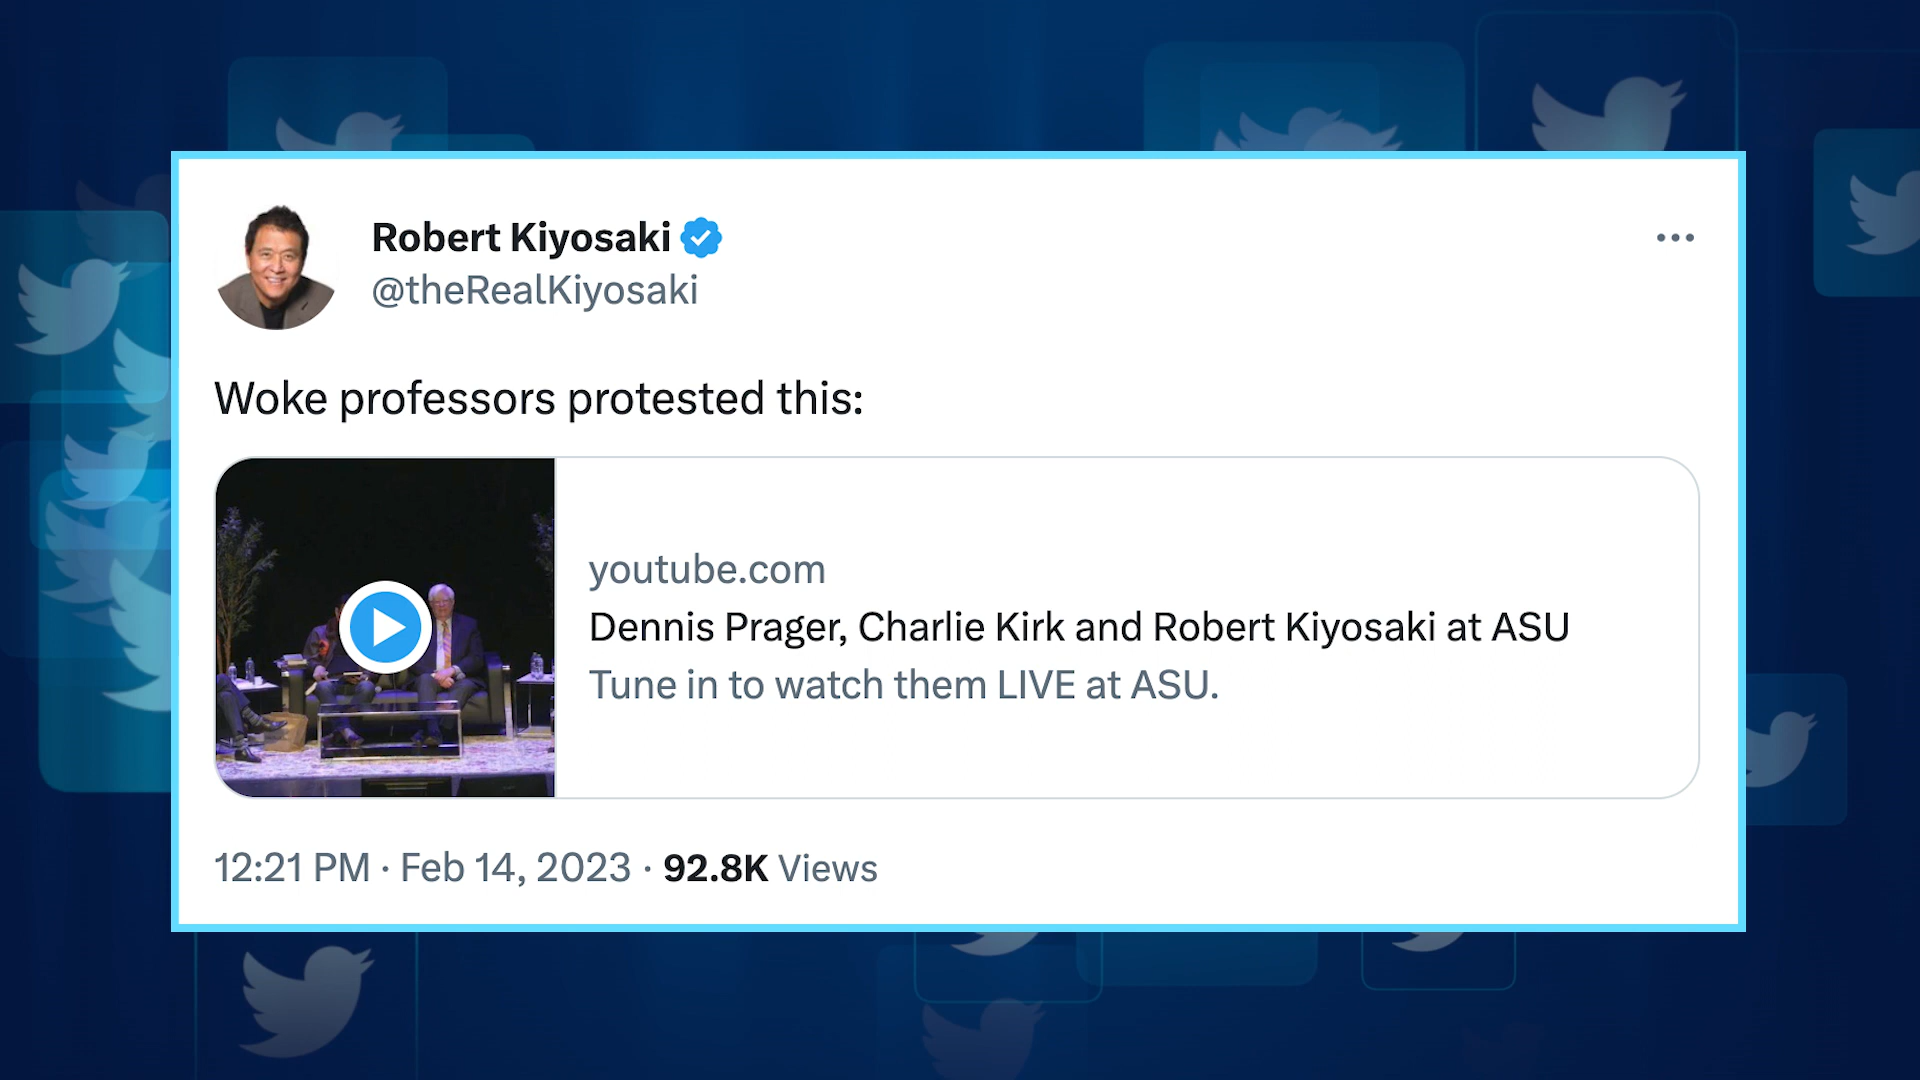 Robert Kiyosaki
@theRealKiyosaki
Woke professors protested this:
youtube.com
Dennis Prager, Charlie Kirk and Robert Kiyosaki at ASU
Tune in to watch them LIVE at ASU.
12:21 PM · Feb 14, 2023 · 92.8K Views